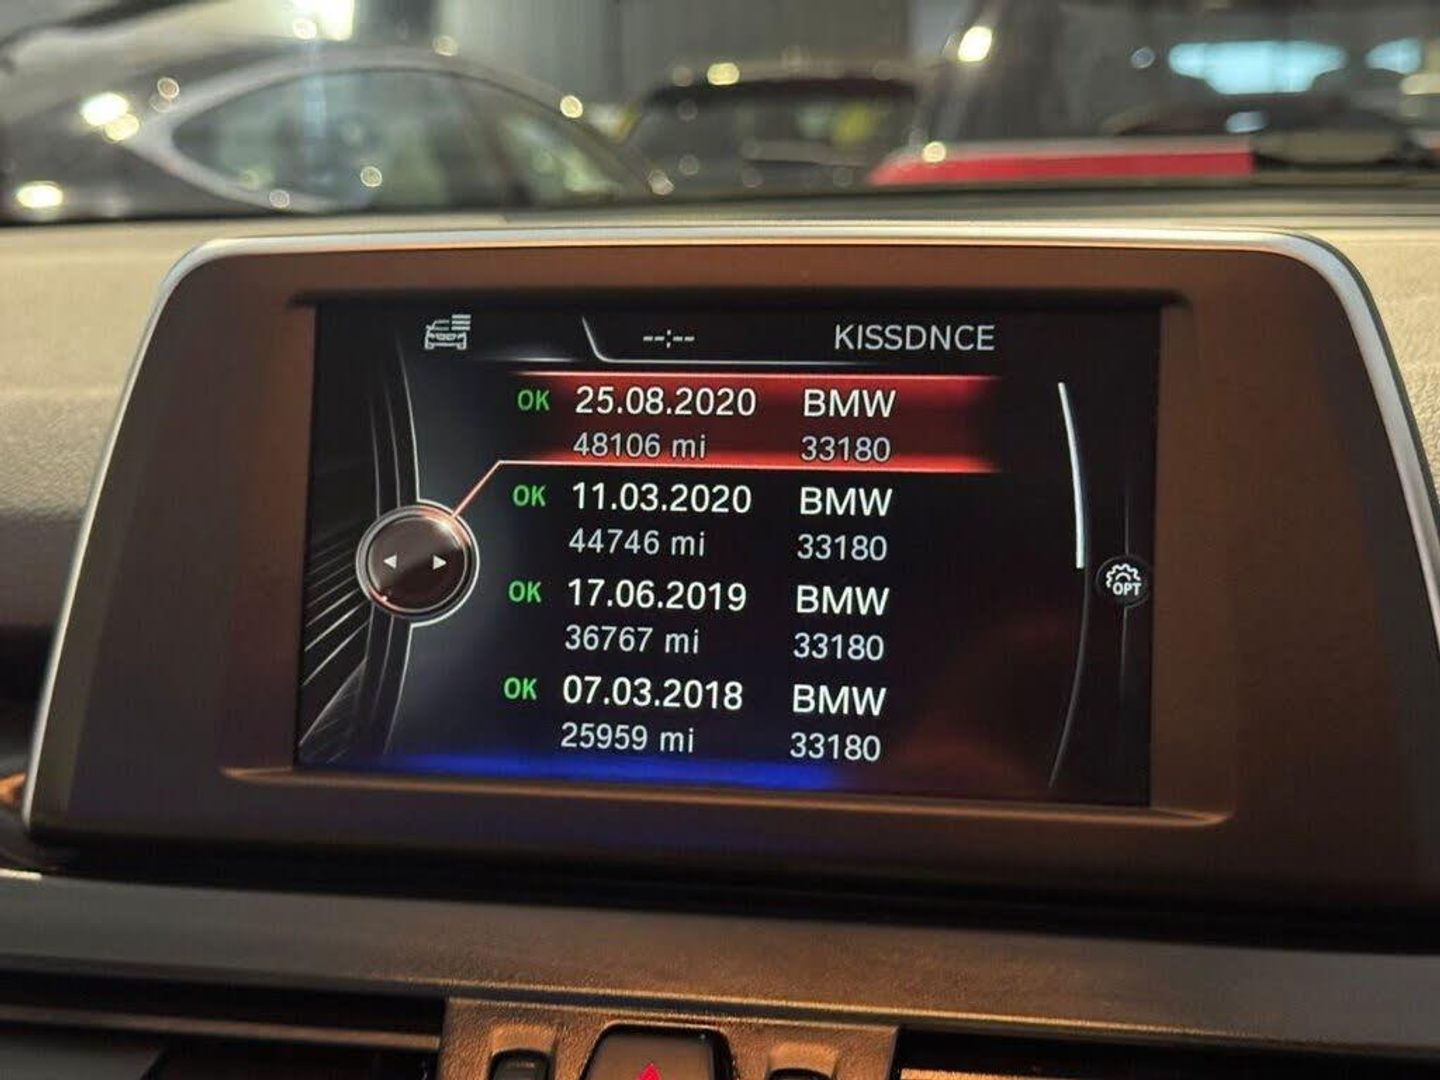 --:-- KISSDNCE
OK 25.08.2020 BMW
48106 mi 33180
OK 11.03.2020 BMW
44746 mi 33180
OK 17.06.2019 BMW
36767 mi 33180
OK 07.03.2018 BMW
25959 mi 33180
OPT